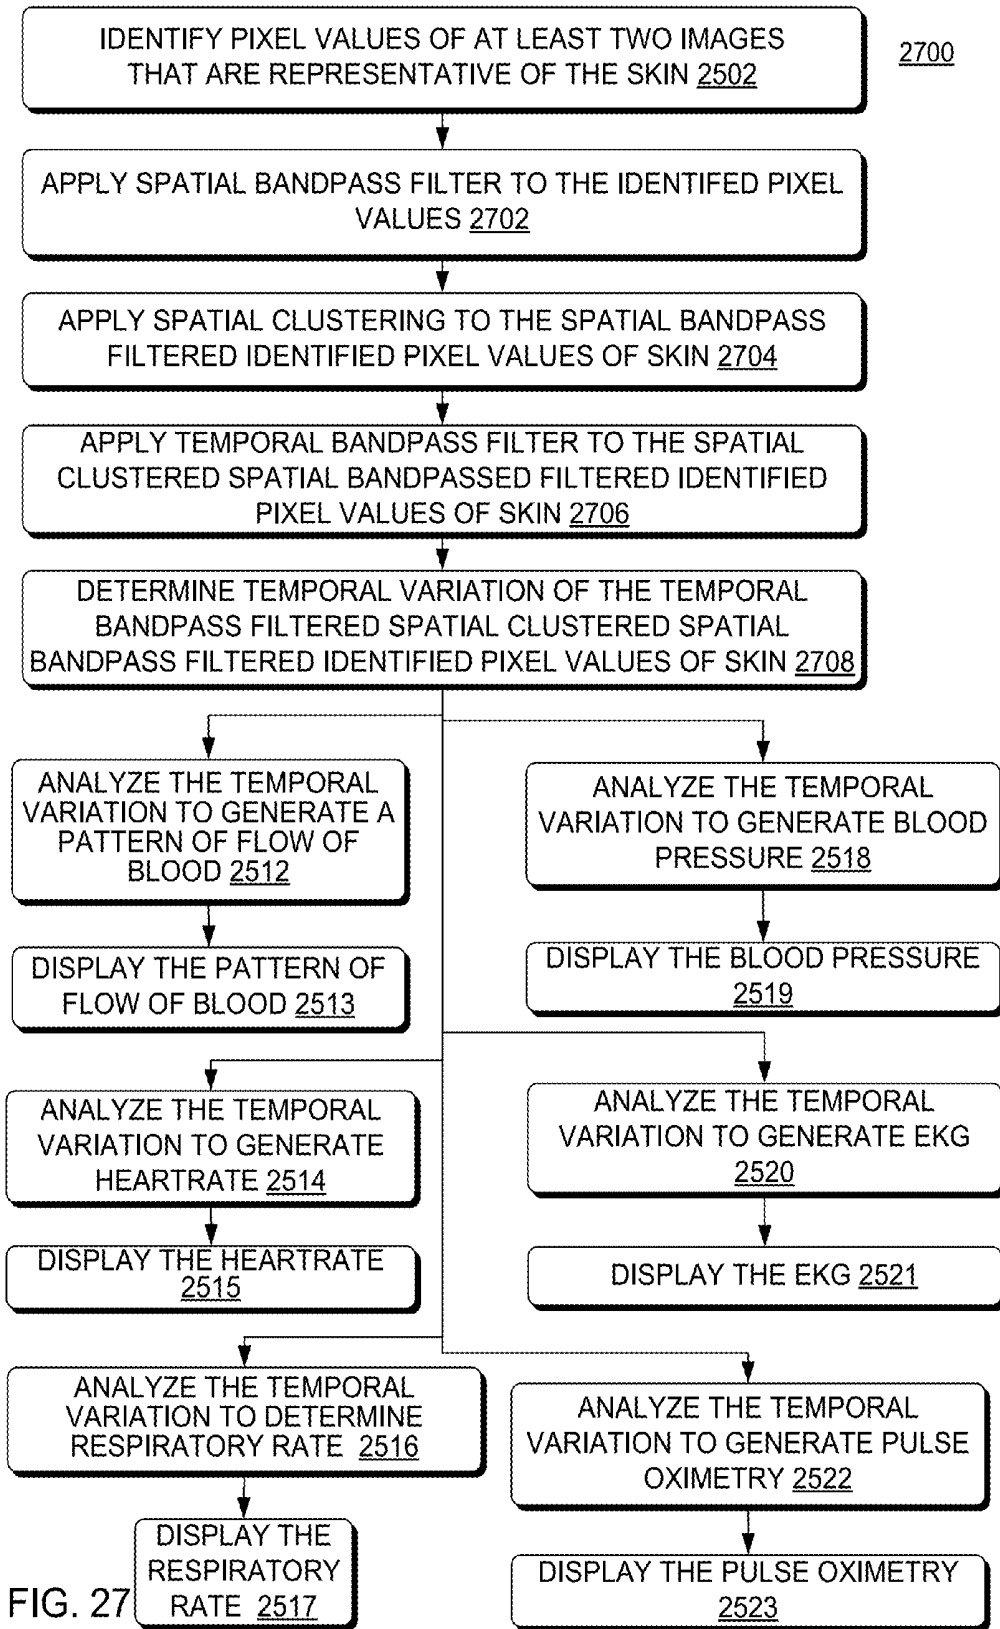 IDENTIFY PIXEL VALUES OF AT LEAST TWO IMAGES
THAT ARE REPRESENTATIVE OF THE SKIN 2502
2700
APPLY SPATIAL BANDPASS FILTER TO THE IDENTIFED PIXEL
VALUES 2702
APPLY SPATIAL CLUSTERING TO THE SPATIAL BANDPASS
FILTERED IDENTIFIED PIXEL VALUES OF SKIN 2704
APPLY TEMPORAL BANDPASS FILTER TO THE SPATIAL
CLUSTERED SPATIAL BANDPASSED FILTERED IDENTIFIED
PIXEL VALUES OF SKIN 2706
DETERMINE TEMPORAL VARIATION OF THE TEMPORAL
BANDPASS FILTERED SPATIAL CLUSTERED SPATIAL
BANDPASS FILTERED IDENTIFIED PIXEL VALUES OF SKIN 2708
ANALYZE THE TEMPORAL
VARIATION TO GENERATE A
PATTERN OF FLOW OF
BLOOD 2512
ANALYZE THE TEMPORAL
VARIATION TO GENERATE BLOOD
PRESSURE 2518
DISPLAY THE PATTERN OF
FLOW OF BLOOD 2513
DISPLAY THE BLOOD PRESSURE
2519
ANALYZE THE TEMPORAL
VARIATION TO GENERATE
HEARTRATE 2514
ANALYZE THE TEMPORAL
VARIATION TO GENERATE EKG
2520
DISPLAY THE HEARTRATE
2515
DISPLAY THE EKG 2521
ANALYZE THE TEMPORAL
VARIATION TO DETERMINE
RESPIRATORY RATE 2516
ANALYZE THE TEMPORAL
VARIATION TO GENERATE PULSE
OXIMETRY 2522
DISPLAY THE
RESPIRATORY
RATE 2517
DISPLAY THE PULSE OXIMETRY
2523
FIG. 27